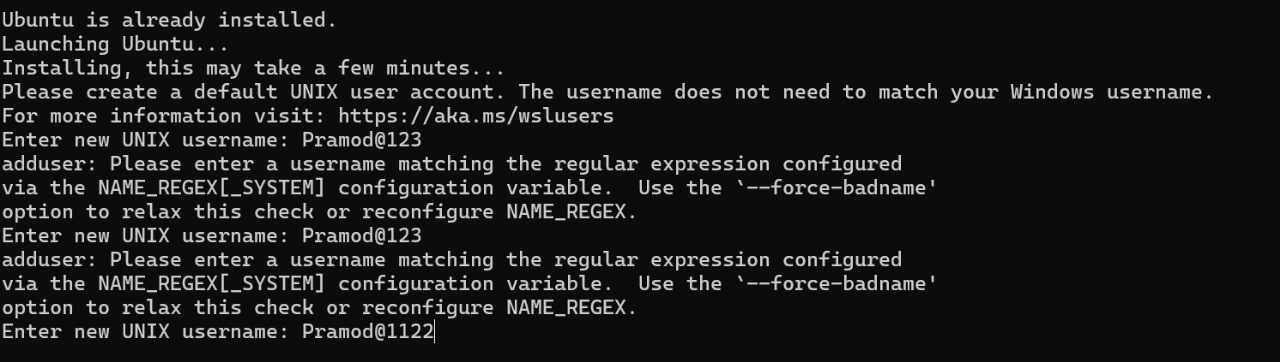 Ubuntu is already installed.
Launching Ubuntu...
Installing, this may take a few minutes...
Please create a default UNIX user account. The username does not need to match your Windows username.
For more information visit: https://aka.ms/wslusers
Enter new UNIX username: Pramod@123
adduser: Please enter a username matching the regular expression configured
via the NAME_REGEX[_SYSTEM] configuration variable.  Use the `--force-badname'
option to relax this check or reconfigure NAME_REGEX.
Enter new UNIX username: Pramod@123
adduser: Please enter a username matching the regular expression configured
via the NAME_REGEX[_SYSTEM] configuration variable.  Use the `--force-badname'
option to relax this check or reconfigure NAME_REGEX.
Enter new UNIX username: Pramod@1122